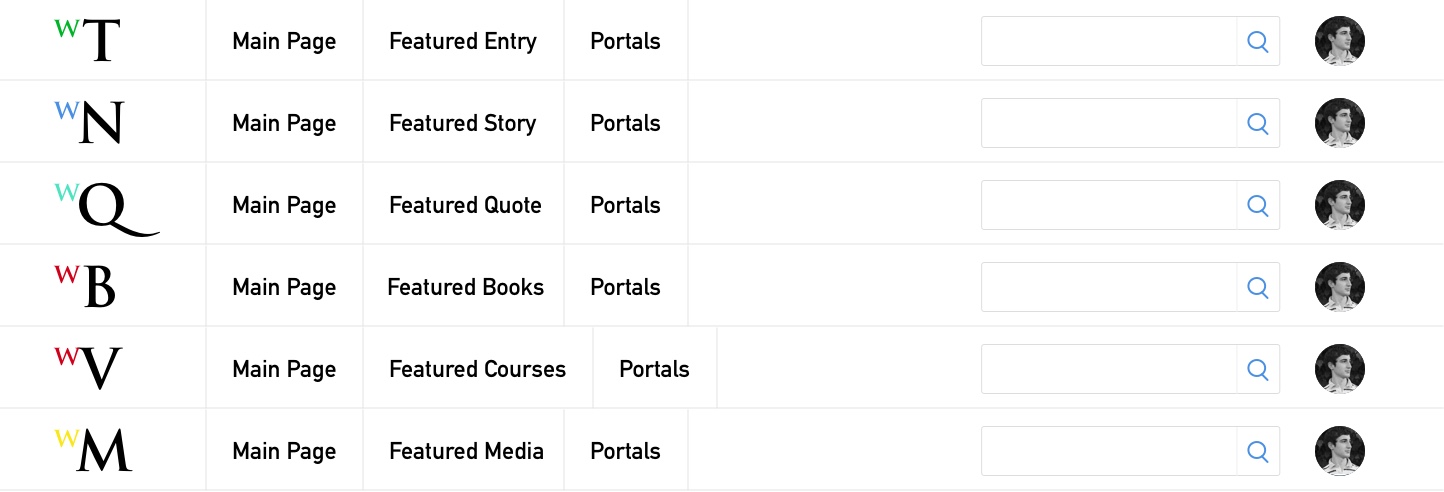 WT Main Page Featured Entry Portals
WN Main Page Featured Story Portals
WQ Main Page Featured Quote Portals
WB Main Page Featured Books Portals
WV Main Page Featured Courses Portals
WM Main Page Featured Media Portals